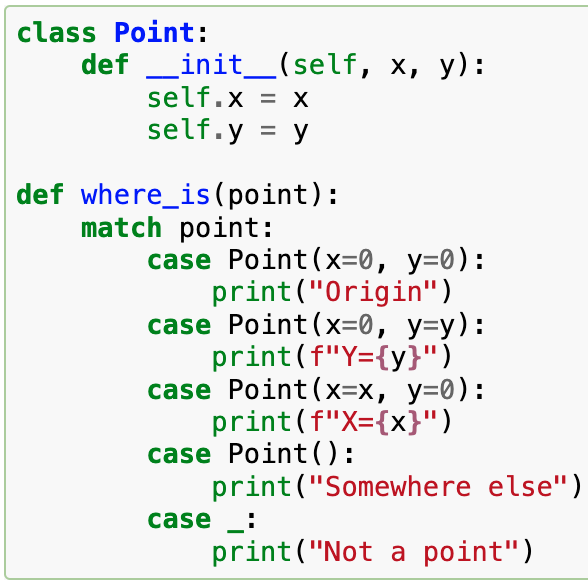 class Point:
    def __init__(self, x, y):
        self.x = x
        self.y = y

def where_is(point):
    match point:
        case Point(x=0, y=0):
            print("Origin")
        case Point(x=0, y=y):
            print(f"Y={y}")
        case Point(x=x, y=0):
            print(f"X={x}")
        case Point():
            print("Somewhere else")
        case _:
            print("Not a point")